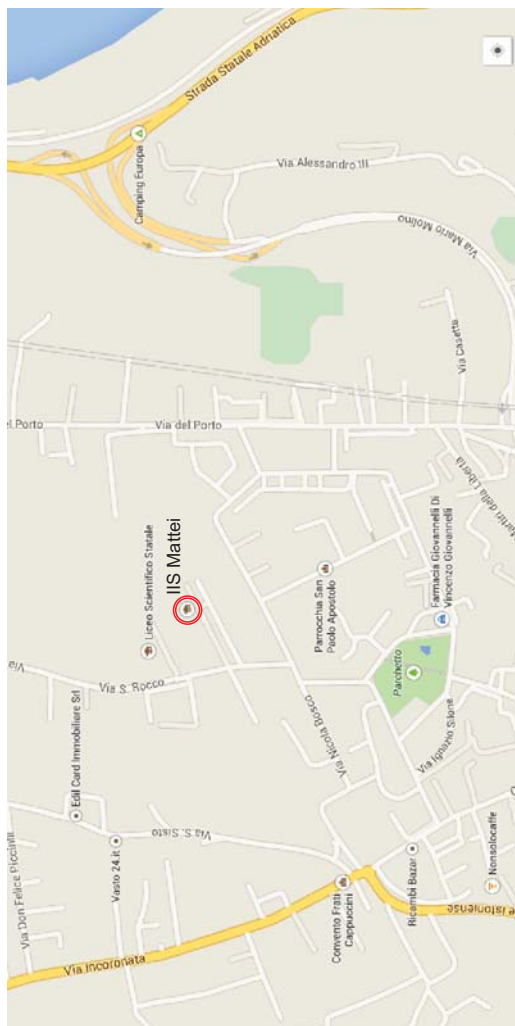 Via Don Felice
Via
el Porto
Edil Card Immobiliare Srl
Via Incoronata
Vasto 24.it
Via S. Rocco
Liceo Scientifico Statale
Camping Europa
IIS Mattei
Via del Porto
Via S. Sisto
Strada Statale Adriatica
Via Alessandro III
Via Nicola Bosco
Parrocchia San
Paolo Apostolo
Convento Frati
Cappuccini
Parchetto
Via Mario Molino
Ricambi Bazar
Via Ignazio Silone
Farmacia Giovannelli Di
Vincenzo Giovannelli
Via Casetta
Martiri della Libertà
e Istoniense
Nonsolocaffe